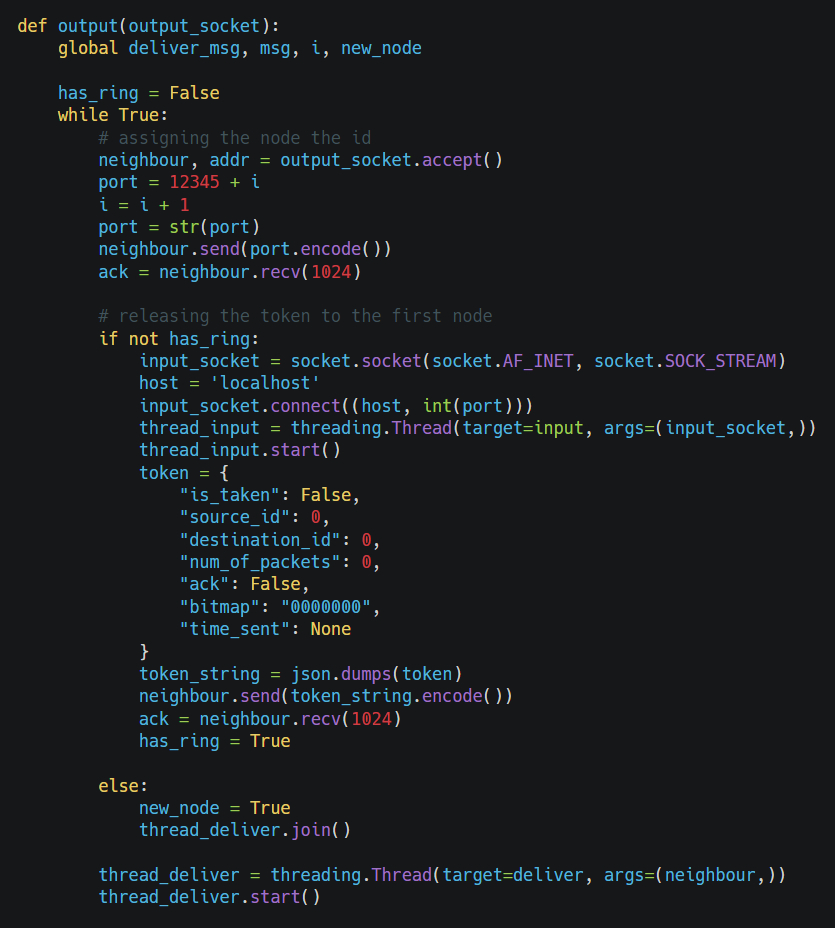 def output(output_socket):
    global deliver_msg, msg, i, new_node

    has_ring = False
    while True:
        # assigning the node the id
        neighbour, addr = output_socket.accept()
        port = 12345 + i
        i = i + 1
        port = str(port)
        neighbour.send(port.encode())
        ack = neighbour.recv(1024)

        # releasing the token to the first node
        if not has_ring:
            input_socket = socket.socket(socket.AF_INET, socket.SOCK_STREAM)
            host = 'localhost'
            input_socket.connect((host, int(port)))
            thread_input = threading.Thread(target=input, args=(input_socket,))
            thread_input.start()
            token = {
                "is_taken": False,
                "source_id": 0,
                "destination_id": 0,
                "num_of_packets": 0,
                "ack": False,
                "bitmap": "0000000",
                "time_sent": None
            }
            token_string = json.dumps(token)
            neighbour.send(token_string.encode())
            ack = neighbour.recv(1024)
            has_ring = True

        else:
            new_node = True
            thread_deliver.join()

        thread_deliver = threading.Thread(target=deliver, args=(neighbour,))
        thread_deliver.start()